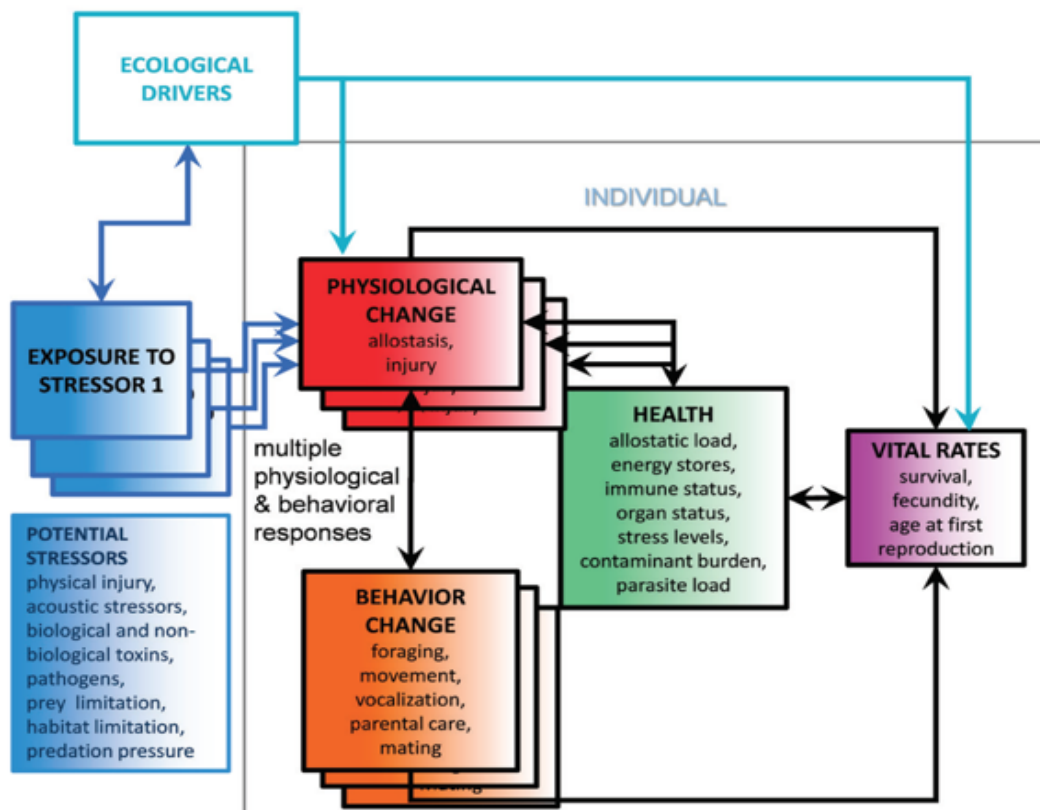 ECOLOGICAL
DRIVERS
INDIVIDUAL
PHYSIOLOGICAL
CHANGE
allostasis,
injury
EXPOSURE TO
STRESSOR 1
multiple
physiological
& behavioral
responses
HEALTH
allostatic load,
energy stores,
immune status,
organ status,
stress levels,
contaminant burden,
parasite load
VITAL RATES
survival,
fecundity,
age at first
reproduction
POTENTIAL
STRESSORS
physical injury,
acoustic stressors,
biological and non-
biological toxins,
pathogens,
prey limitation,
habitat limitation,
predation pressure
BEHAVIOR
CHANGE
foraging,
movement,
vocalization,
parental care,
mating